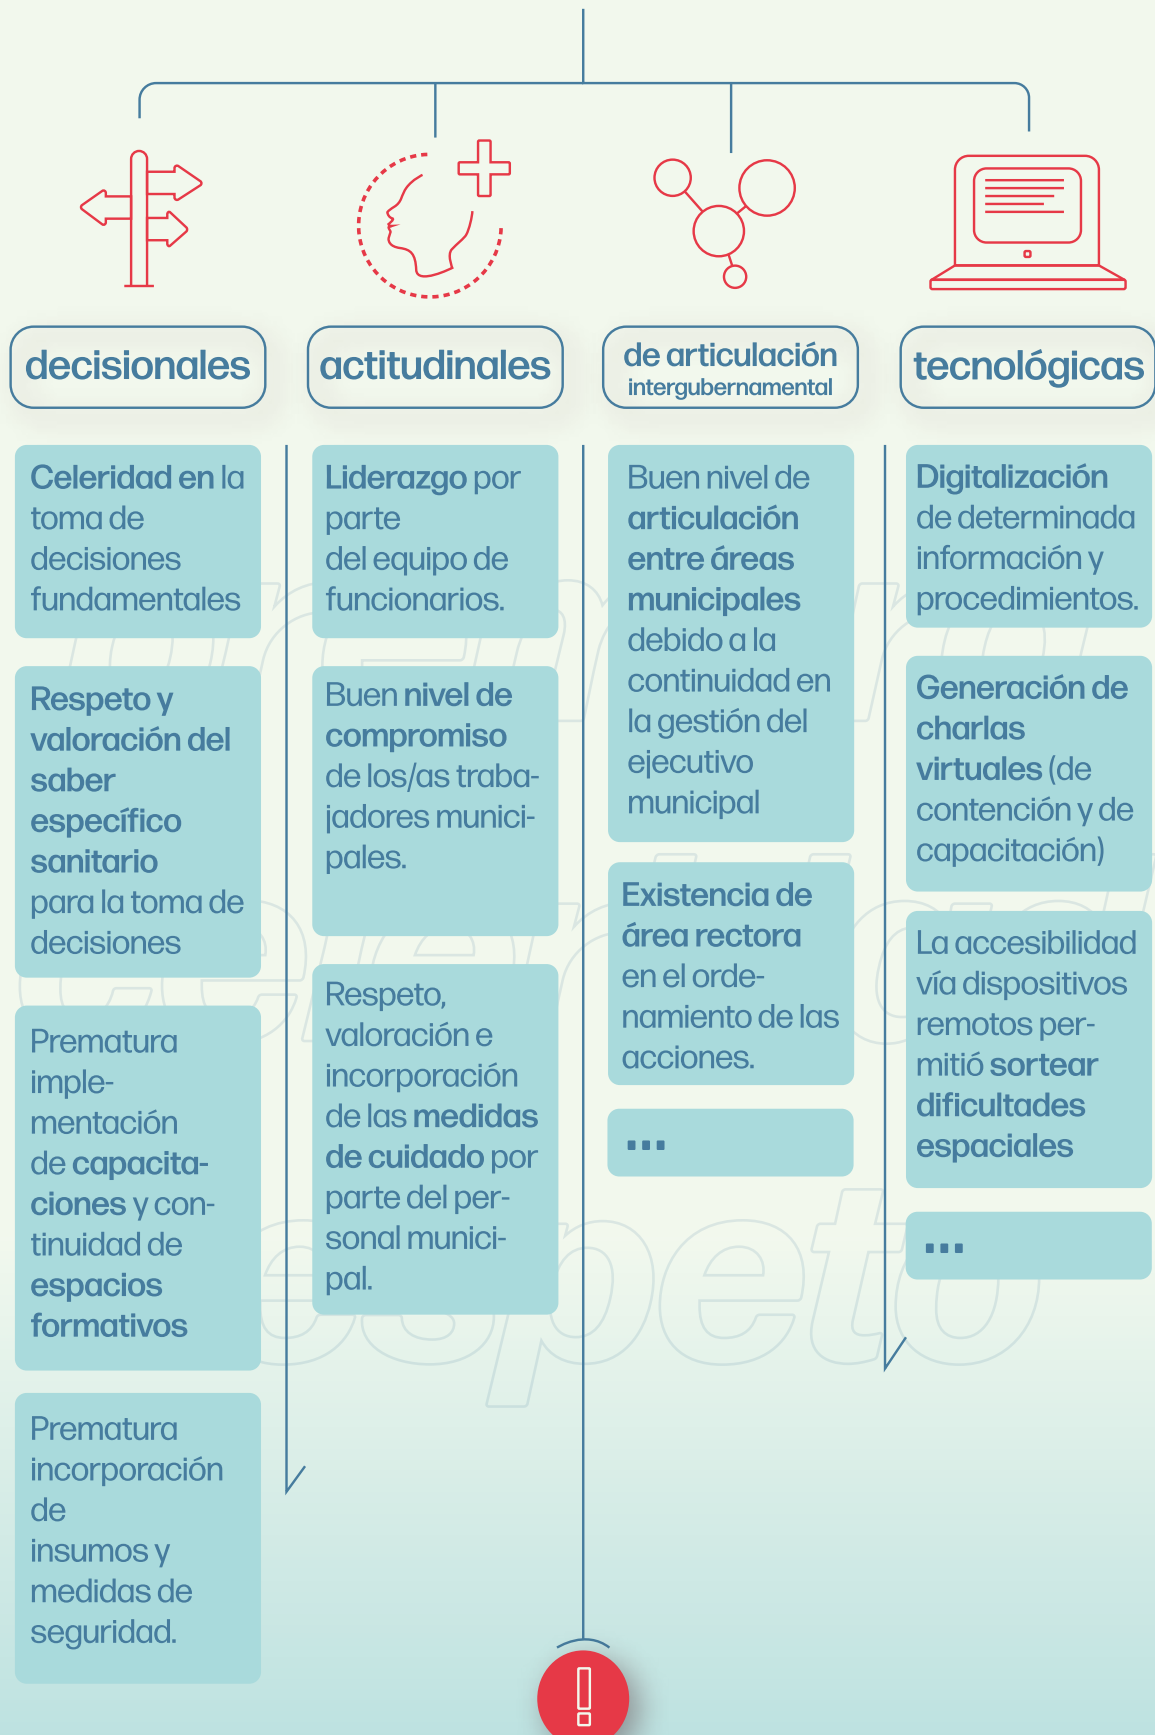 decisionales
Celeridad en la
toma de
decisiones
fundamentales
Respeto y
valoración del
saber
específico
sanitario
para la toma de
decisiones
Prematura
imple-
mentación
de capacita-
ciones y con-
tinuidad de
espacios
formativos
Prematura
incorporación
de
insumos y
medidas de
seguridad.
actitudinales
Liderazgo por
parte
del equipo de
funcionarios.
Buen nivel de
compromiso
de los/as traba-
jadores munici-
pales.
Respeto,
valoración e
incorporación
de las medidas
de cuidado por
parte del per-
sonal munici-
pal.
de articulación
intergubernamental
Buen nivel de
articulación
entre áreas
municipales
debido a la
continuidad en
la gestión del
ejecutivo
municipal
Existencia de
área rectora
en el orde-
namiento de las
acciones.
...
tecnológicas
Digitalización
de determinada
información y
procedimientos.
Generación de
charlas
virtuales (de
contención y de
capacitación)
La accesibilidad
vía dispositivos
remotos per-
mitió sortear
dificultades
espaciales
...
!